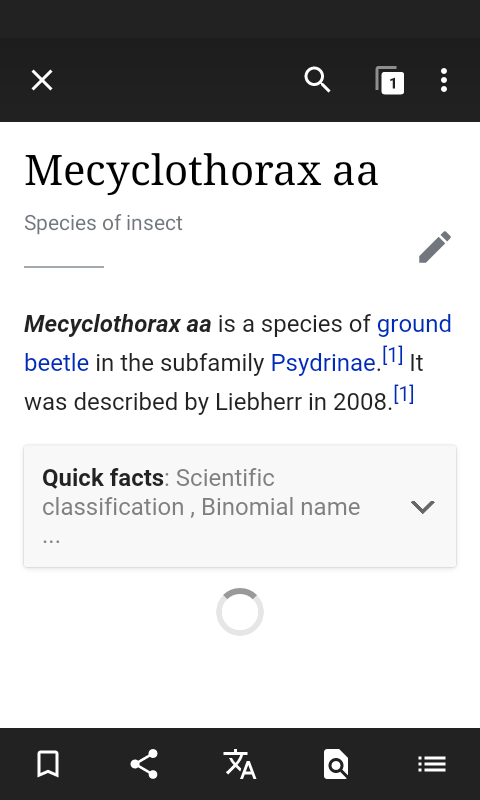 1
Mecyclothorax aa
Species of insect
Mecyclothorax aa is a species of ground
beetle in the subfamily Psydrinae.[1] It
was described by Liebherr in 2008.[1]
Quick facts: Scientific
classification , Binomial name
...